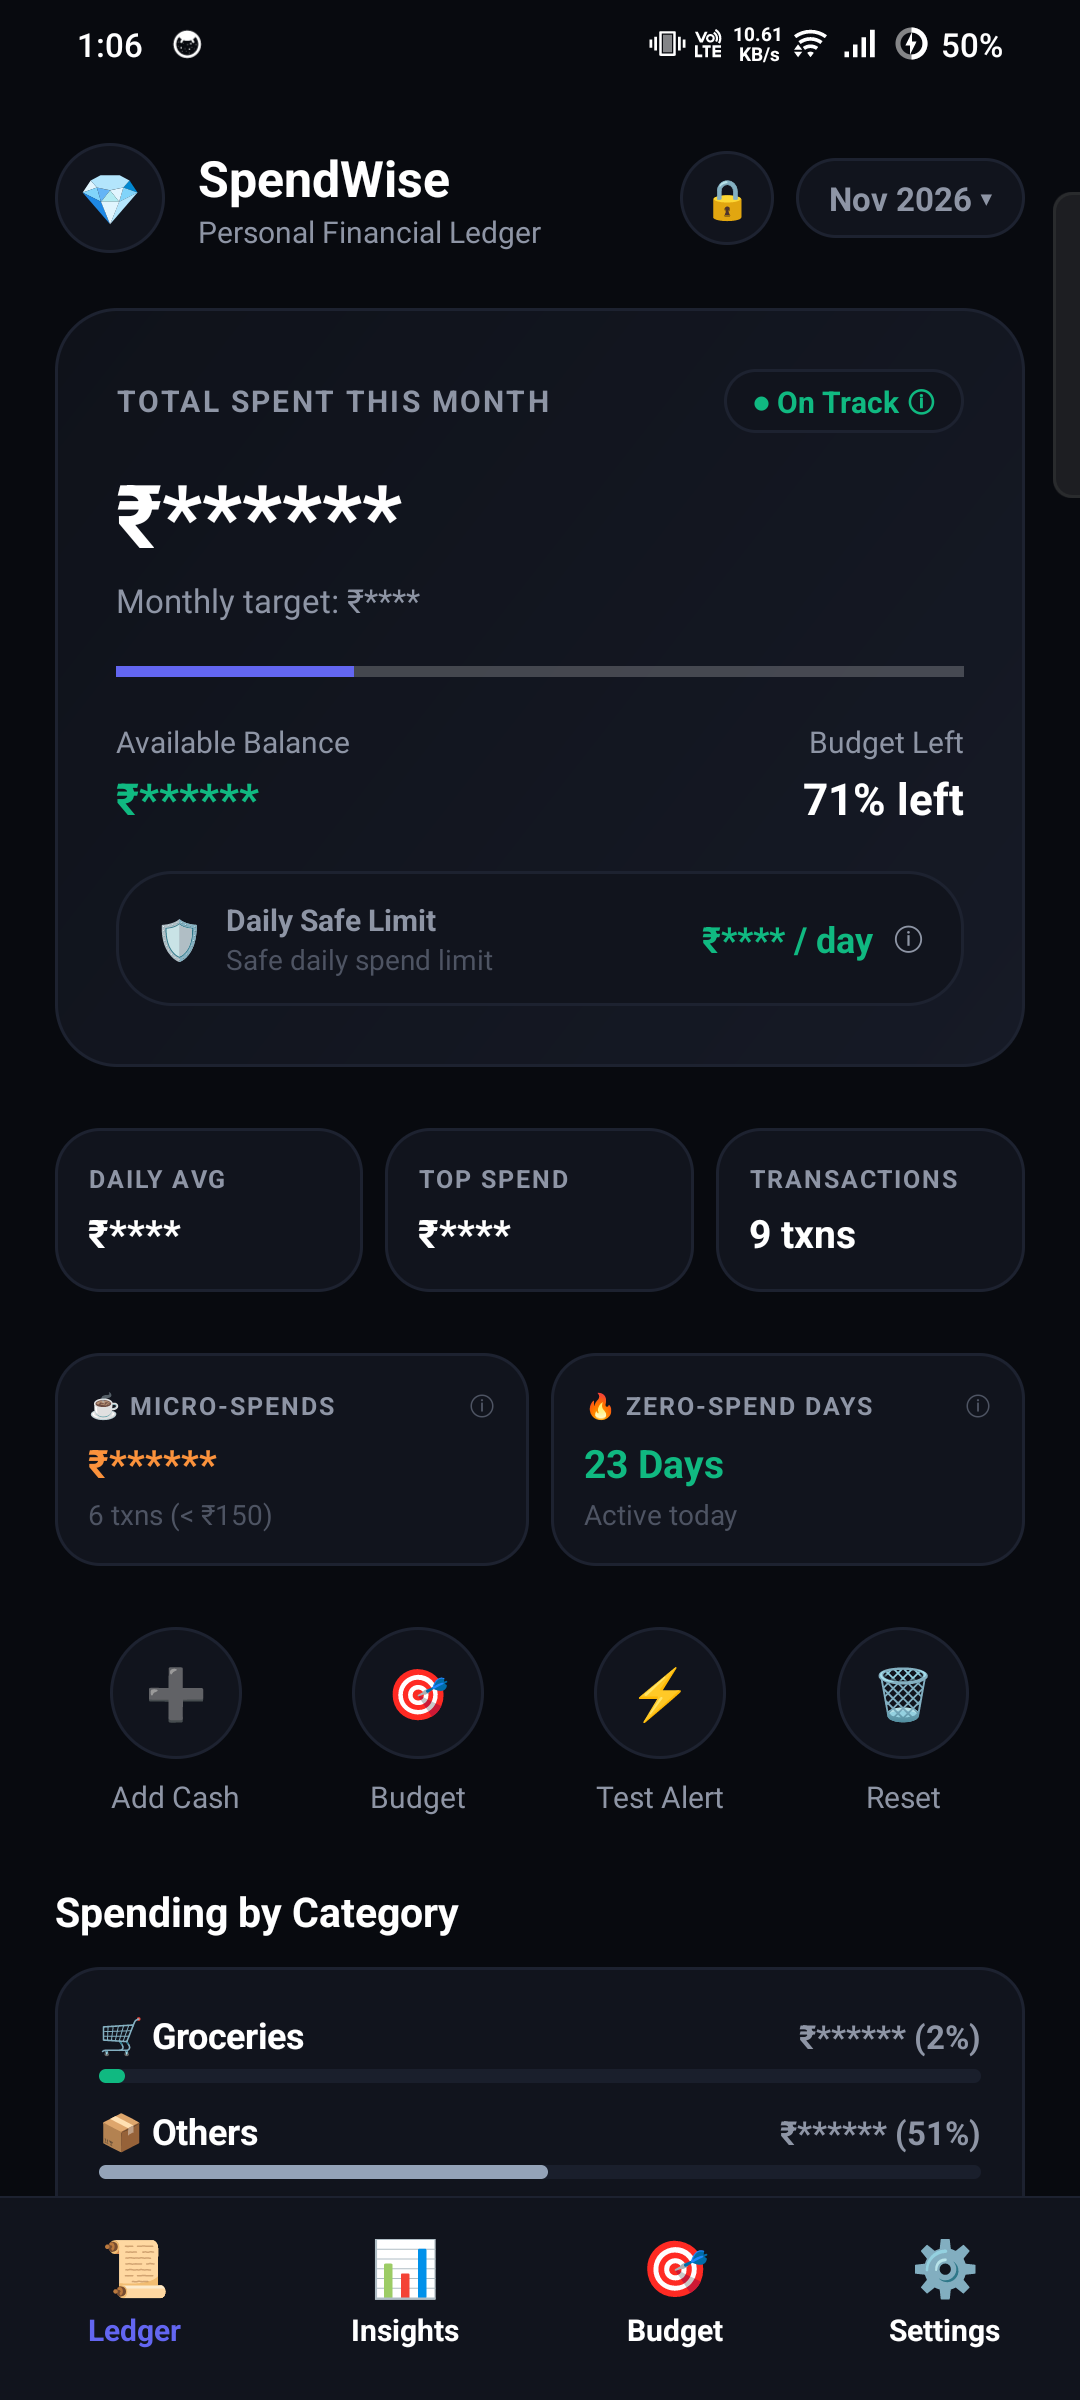 1:06
Vo LTE
10.61 KB/s
50%
SpendWise
Personal Financial Ledger
Nov 2026 ▾
TOTAL SPENT THIS MONTH
● On Track ⓘ
₹******
Monthly target: ₹****
Available Balance
Budget Left
₹******
71% left
Daily Safe Limit
Safe daily spend limit
₹**** / day ⓘ
DAILY AVG
₹****
TOP SPEND
₹****
TRANSACTIONS
9 txns
☕ MICRO-SPENDS ⓘ
₹******
6 txns (< ₹150)
🔥 ZERO-SPEND DAYS ⓘ
23 Days
Active today
Add Cash
Budget
Test Alert
Reset
Spending by Category
🛒 Groceries
₹****** (2%)
📦 Others
₹****** (51%)
Ledger
Insights
Budget
Settings